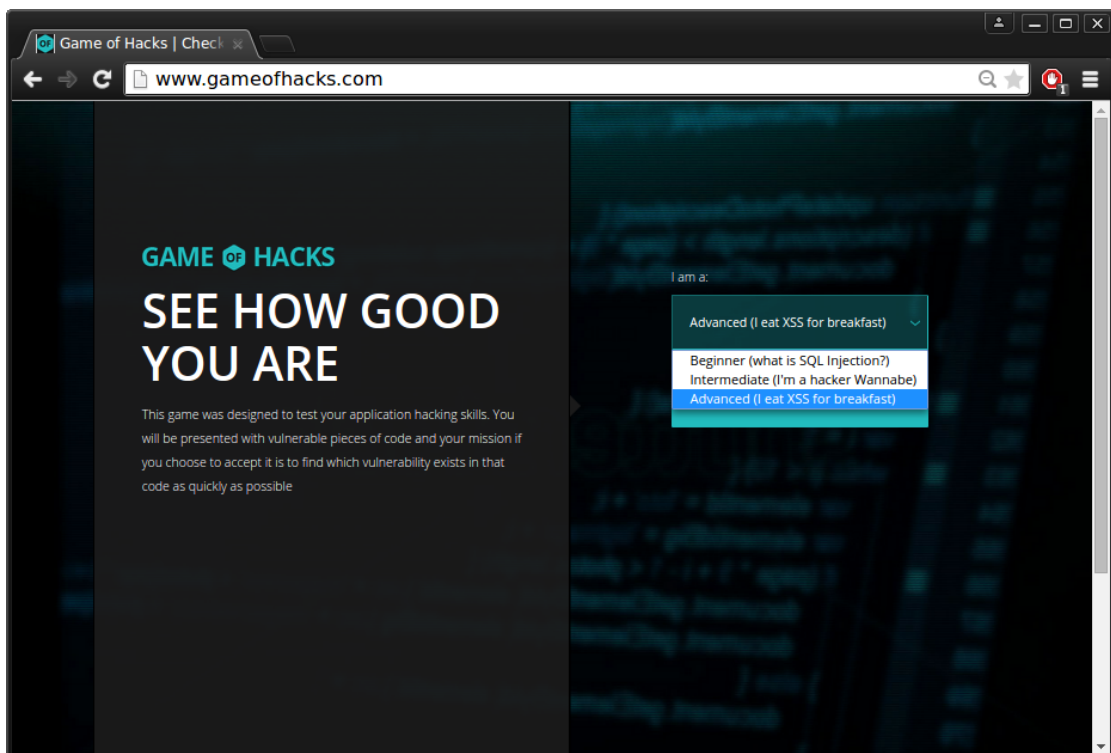 Game of Hacks | Check
www.gameofhacks.com
1
GAME OF HACKS
SEE HOW GOOD
YOU ARE
This game was designed to test your application hacking skills. You
will be presented with vulnerable pieces of code and your mission if
you choose to accept it is to find which vulnerability exists in that
code as quickly as possible
I am a:
Advanced (I eat XSS for breakfast)
Beginner (what is SQL Injection?)
Intermediate (I'm a hacker Wannabe)
Advanced (I eat XSS for breakfast)